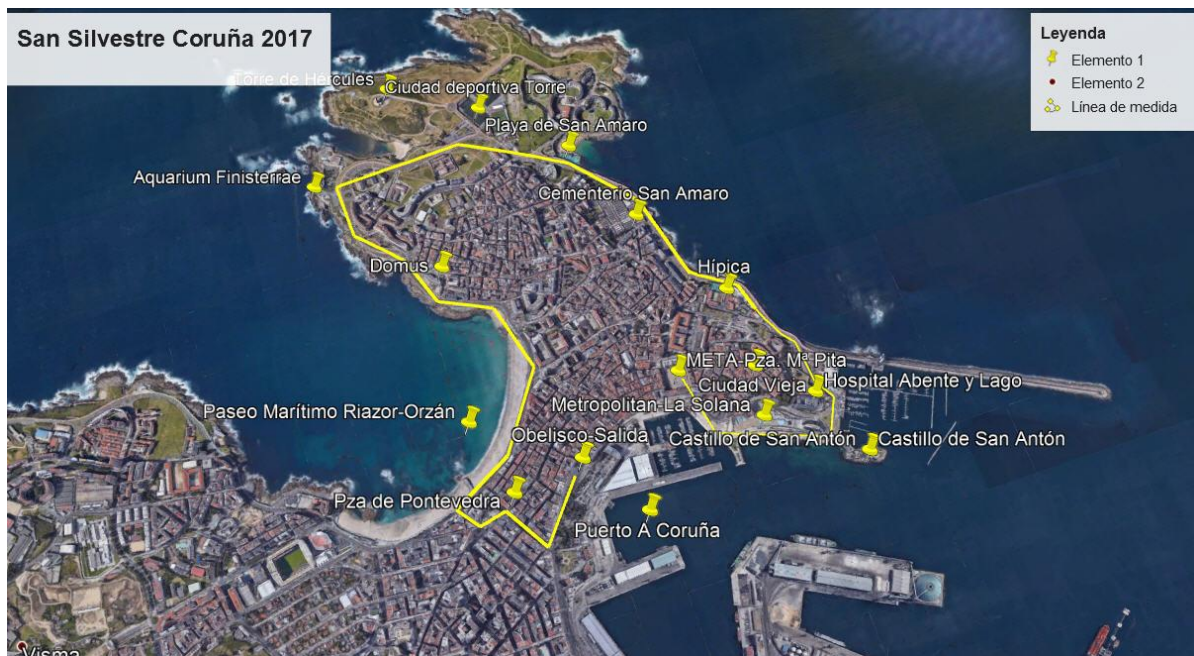 San Silvestre Coruña 2017
Leyenda
Elemento 1
Elemento 2
Línea de medida
Torre de Hércules
Ciudad deportiva Torre
Playa de San Amaro
Aquarium Finisterrae
Cementerio San Amaro
Domus
Hípica
META-Pza. Mª Pita
Ciudad Vieja
Hospital Abente y Lago
Paseo Marítimo Riazor-Orzán
Metropolitan-La Solana
Obelisco-Salida
Castillo de San Antón
Castillo de San Antón
Pza de Pontevedra
Puerto A Coruña
Visma